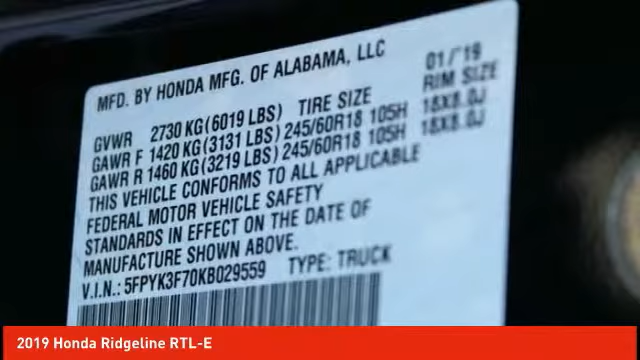 MFD. BY HONDA MFG. OF ALABAMA, LLC 01/'19
GVWR 2730 KG(6019 LBS) TIRE SIZE RIM SIZE
GAWR F 1420 KG(3131 LBS) 245/60R18 105H 18X8.0J
GAWR R 1460 KG(3219 LBS) 245/60R18 105H 18X8.0J
THIS VEHICLE CONFORMS TO ALL APPLICABLE
FEDERAL MOTOR VEHICLE SAFETY
STANDARDS IN EFFECT ON THE DATE OF
MANUFACTURE SHOWN ABOVE.
V.I.N.: 5FPYK3F70KB029559 TYPE: TRUCK
2019 Honda Ridgeline RTL-E